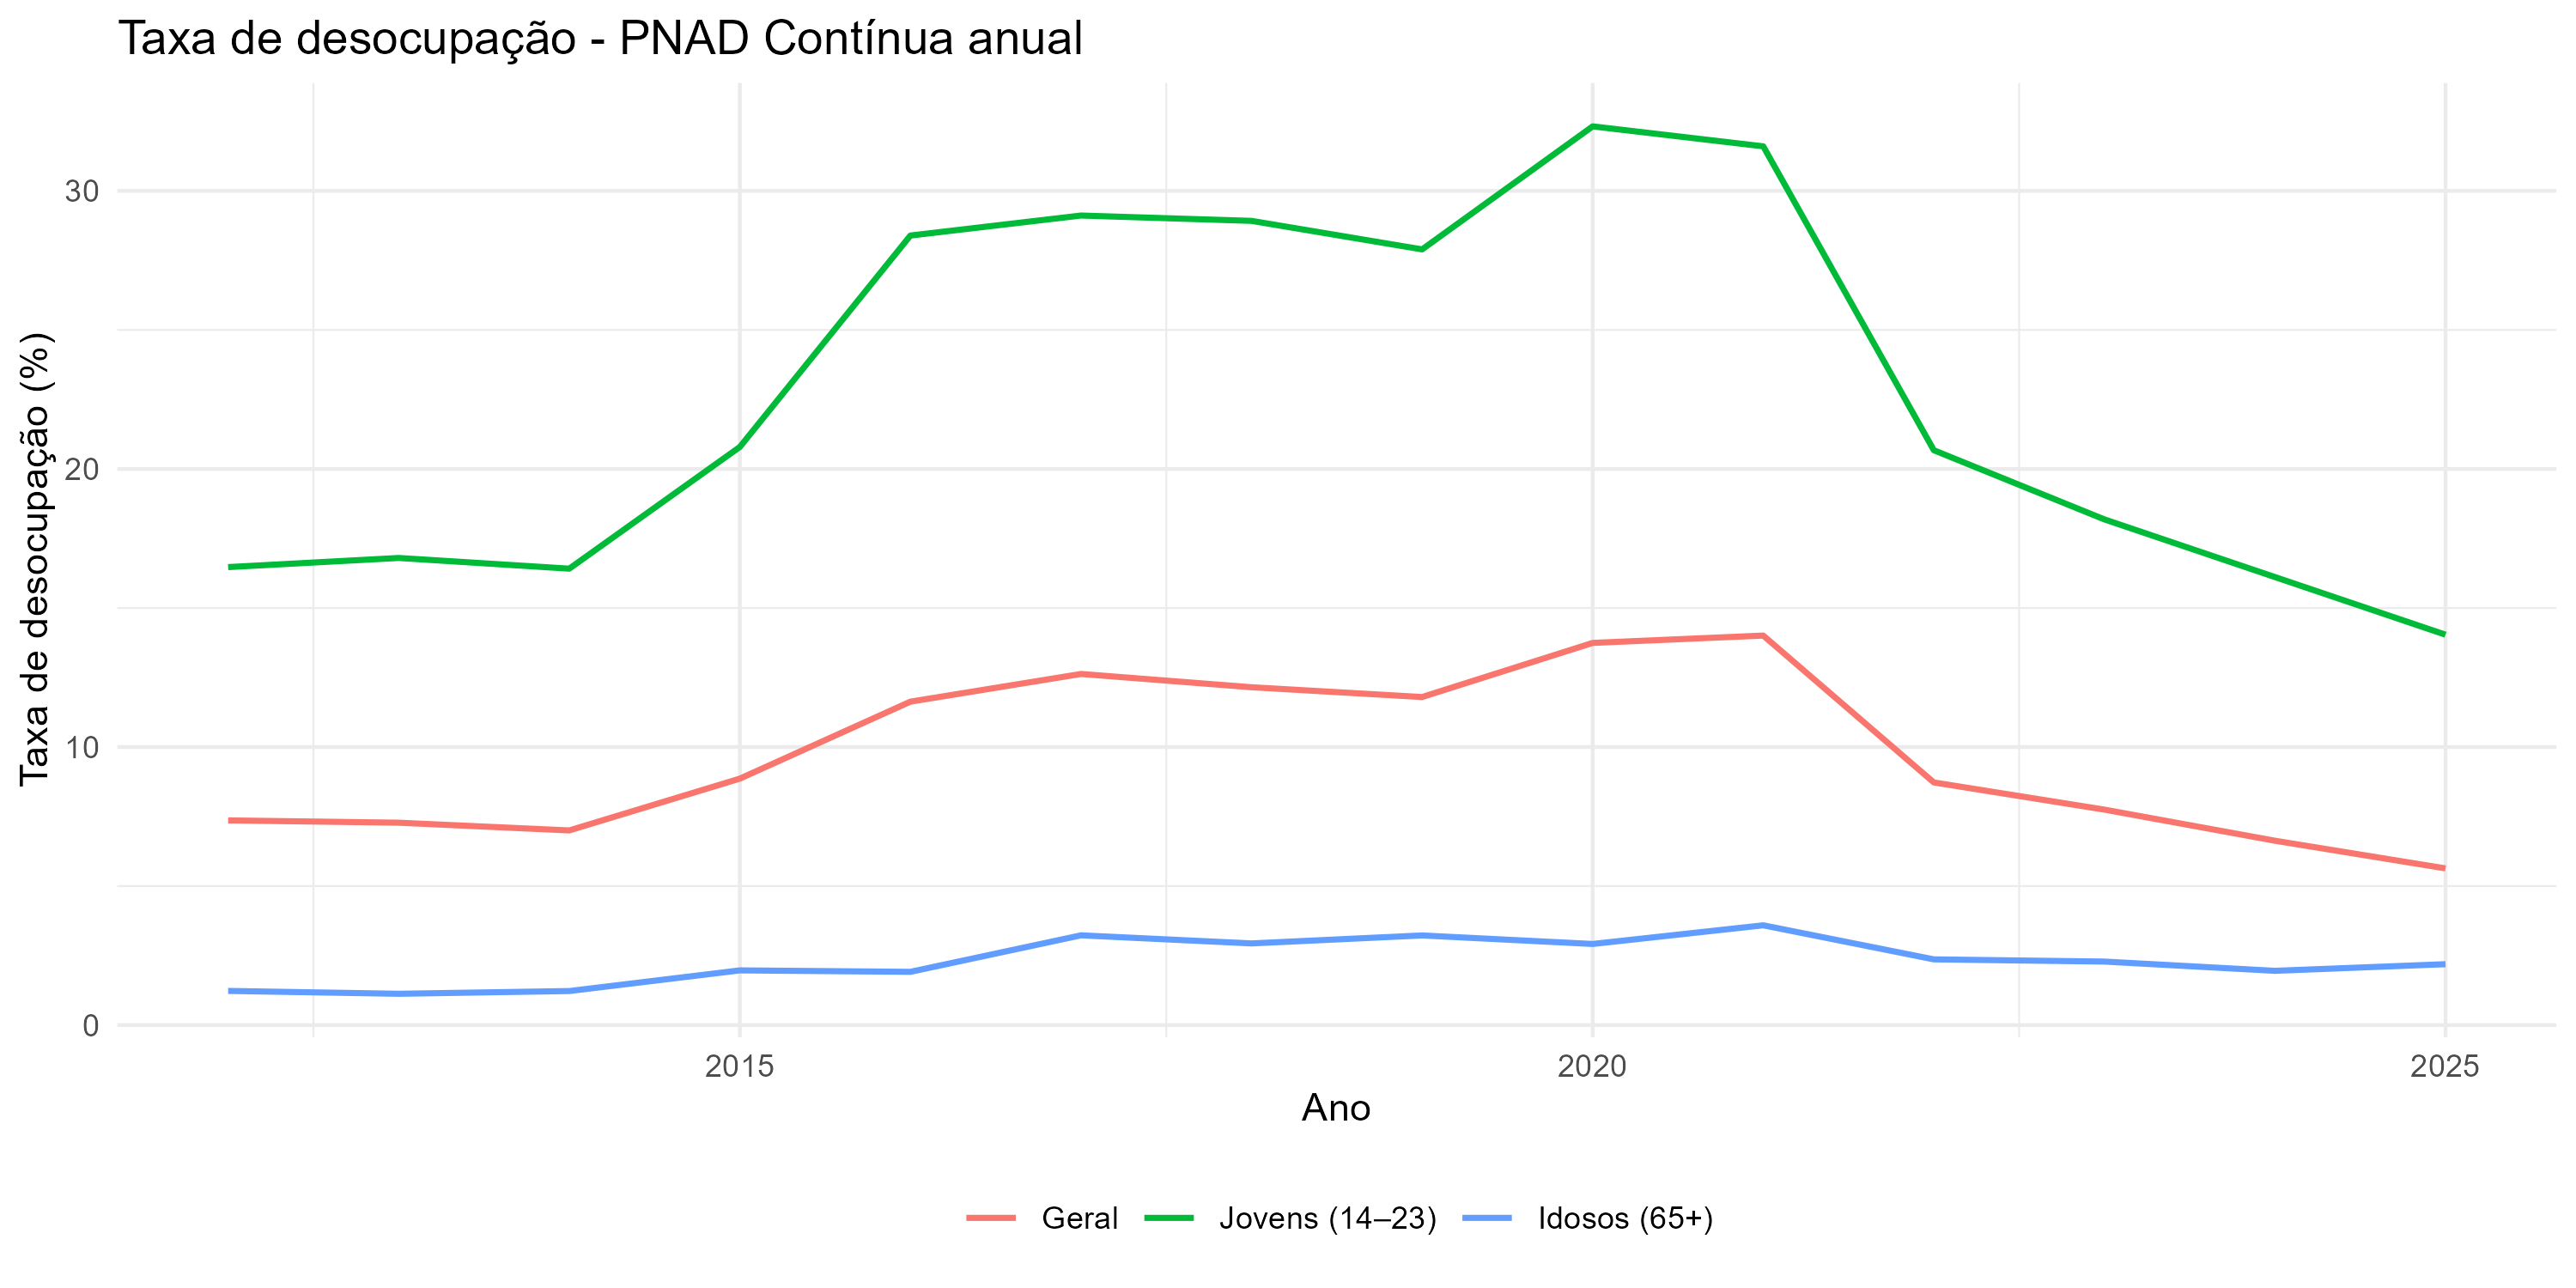 Taxa de desocupação - PNAD Contínua anual
Taxa de desocupação (%)
30
20
10
0
2015 2020 2025
Ano
Geral Jovens (14–23) Idosos (65+)